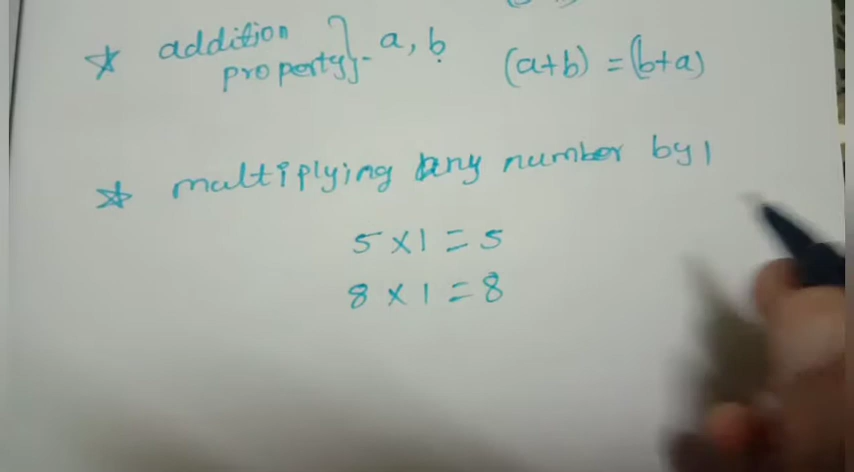 ☆ addition property}- a, b (a+b) = (b+a)
☆ multiplying any number by 1
5 × 1 = 5
8 × 1 = 8